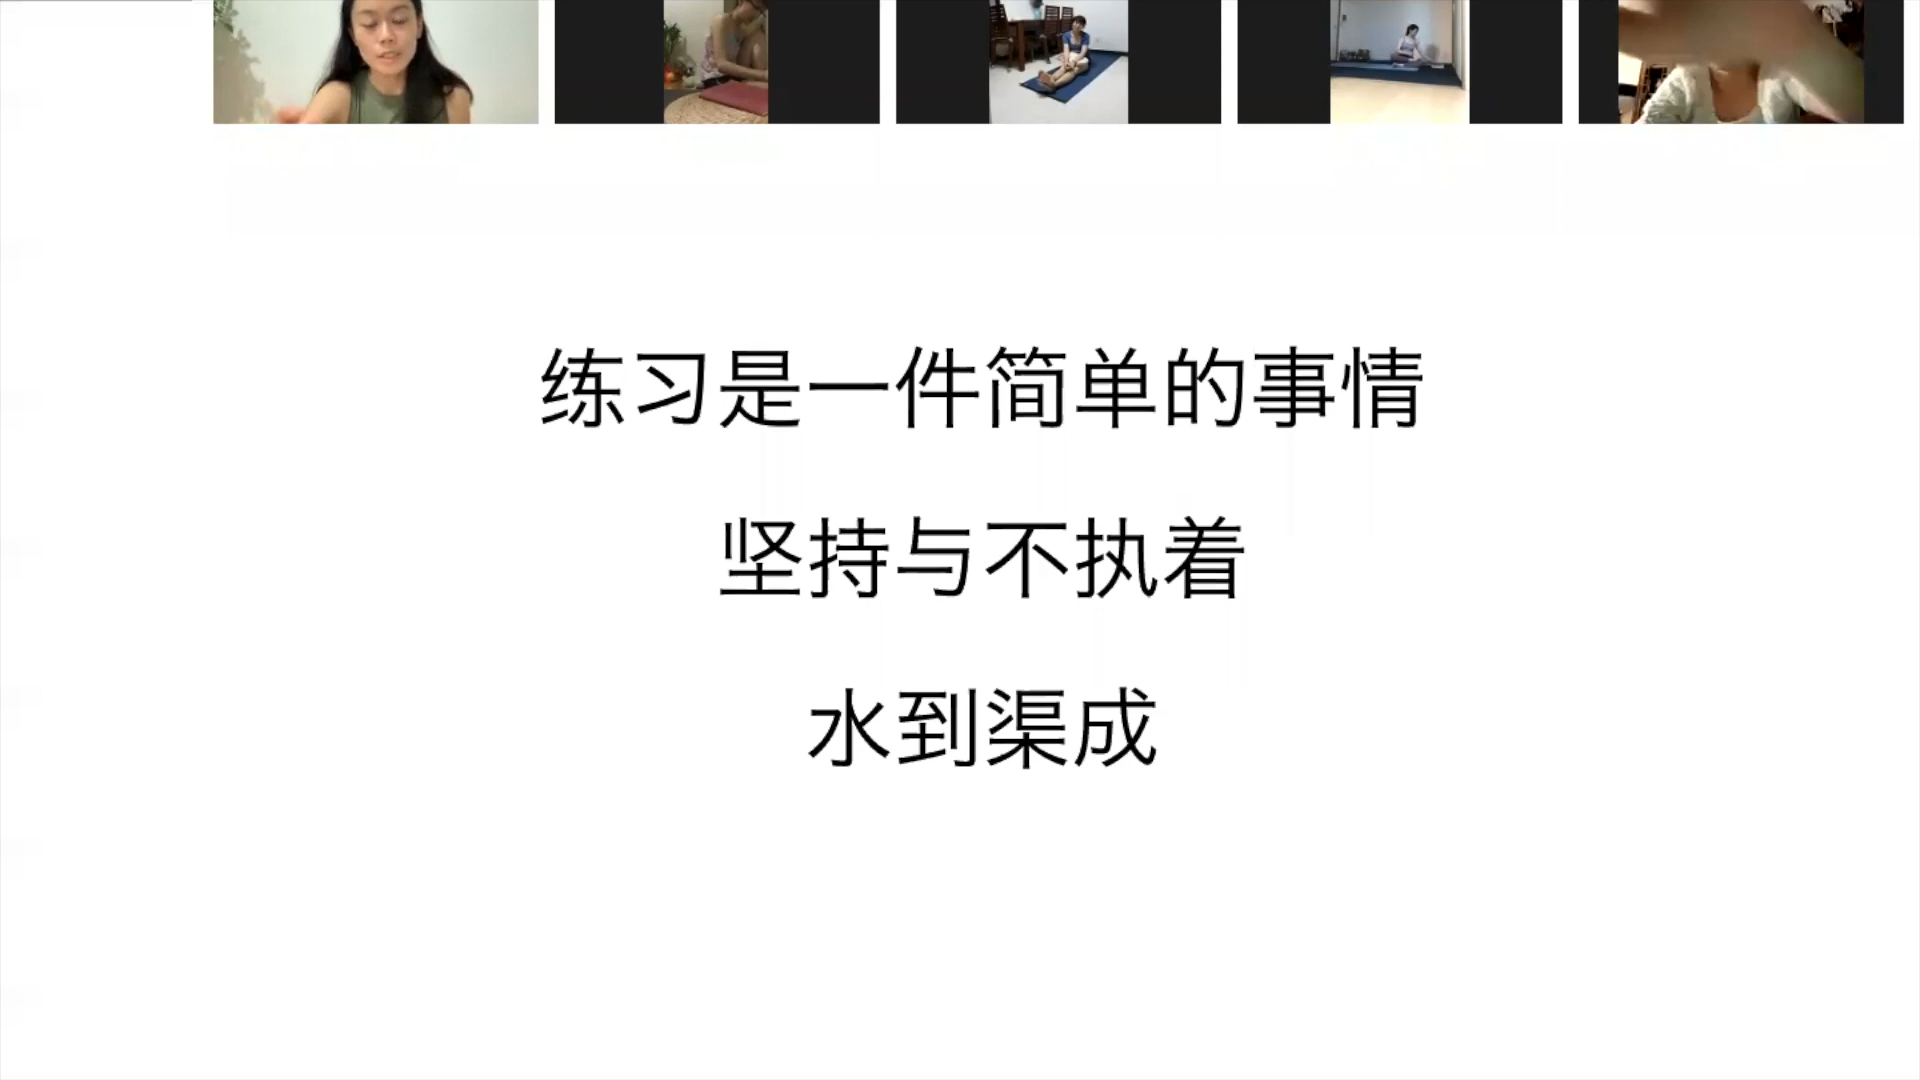 练习是一件简单的事情
坚持与不执着
水到渠成